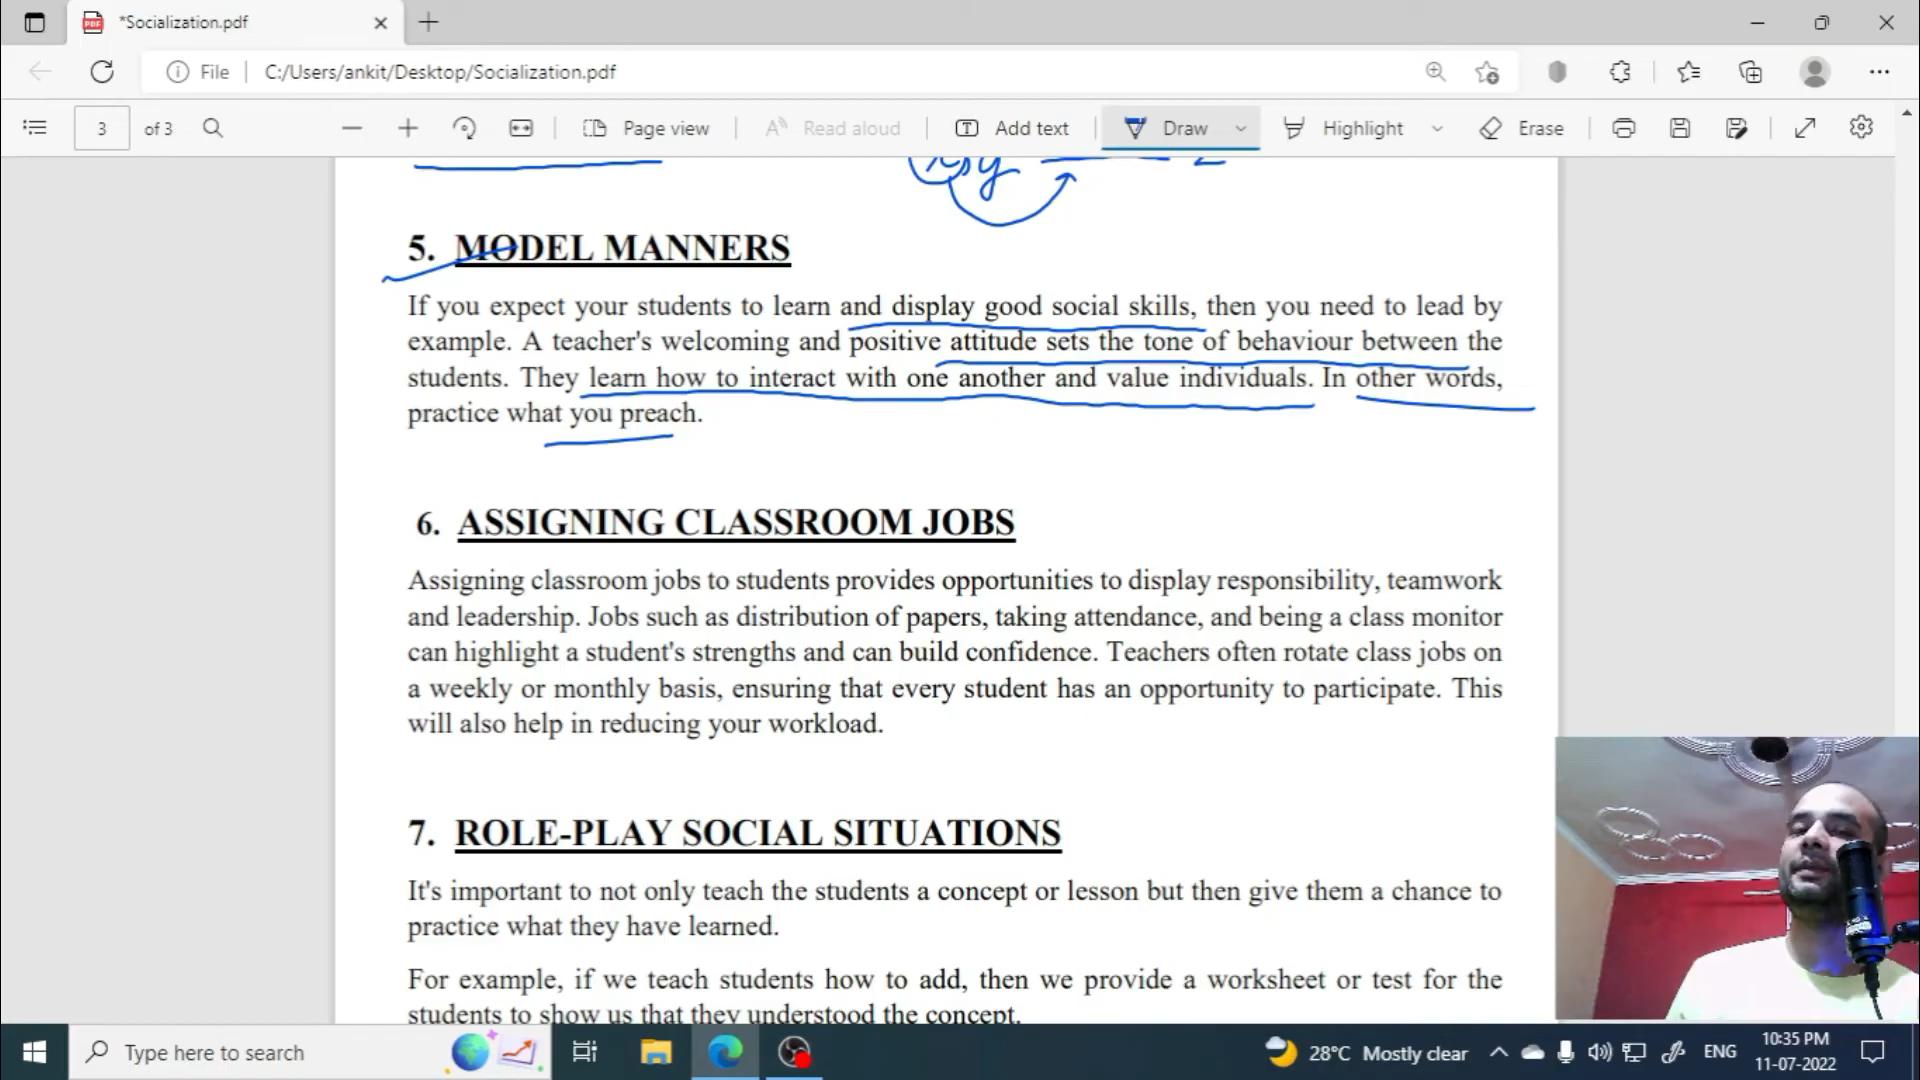 *Socialization.pdf
File C:/Users/ankit/Desktop/Socialization.pdf
3 of 3 Page view Read aloud Add text Draw Highlight Erase
5. MODEL MANNERS
If you expect your students to learn and display good social skills, then you need to lead by
example. A teacher's welcoming and positive attitude sets the tone of behaviour between the
students. They learn how to interact with one another and value individuals. In other words,
practice what you preach.
6. ASSIGNING CLASSROOM JOBS
Assigning classroom jobs to students provides opportunities to display responsibility, teamwork
and leadership. Jobs such as distribution of papers, taking attendance, and being a class monitor
can highlight a student's strengths and can build confidence. Teachers often rotate class jobs on
a weekly or monthly basis, ensuring that every student has an opportunity to participate. This
will also help in reducing your workload.
7. ROLE-PLAY SOCIAL SITUATIONS
It's important to not only teach the students a concept or lesson but then give them a chance to
practice what they have learned.
For example, if we teach students how to add, then we provide a worksheet or test for the
students to show us that they understood the concept.
Type here to search
28°C Mostly clear
ENG
10:35 PM
11-07-2022